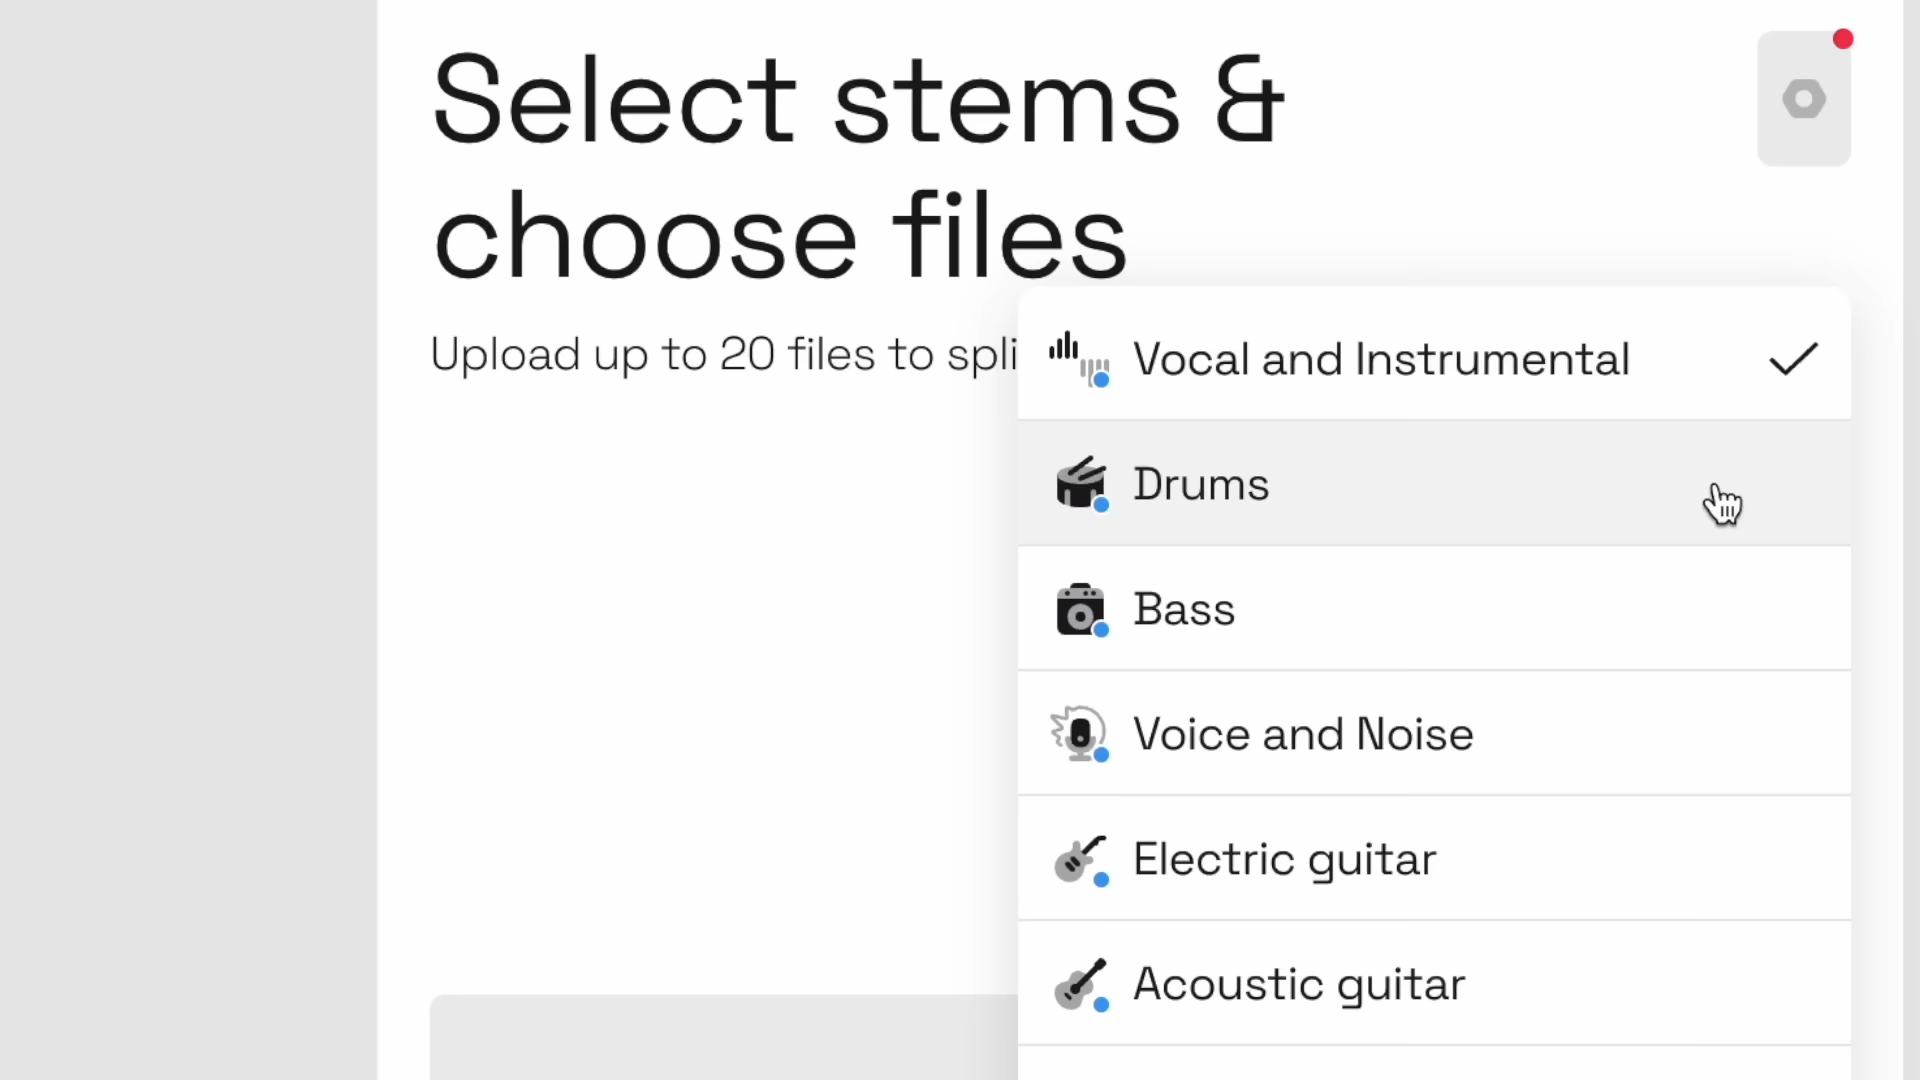 Select stems &
choose files
Upload up to 20 files to spli
Vocal and Instrumental
Drums
Bass
Voice and Noise
Electric guitar
Acoustic guitar